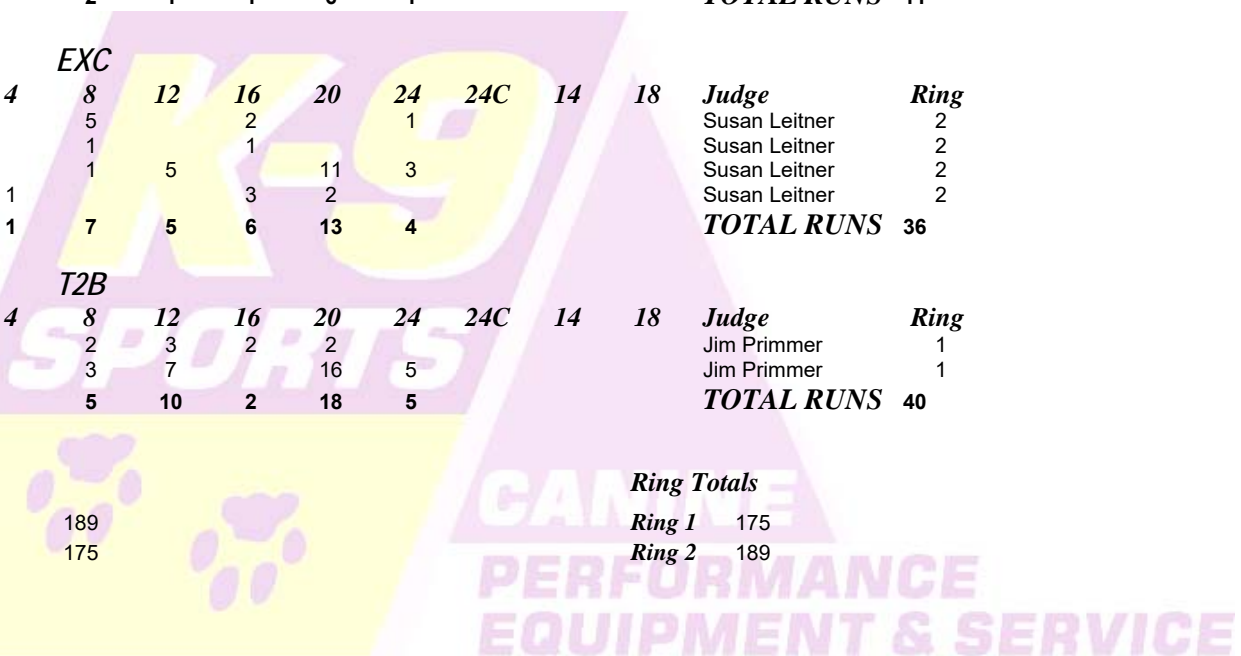 EXC
4 8 12 16 20 24 24C 14 18 Judge Ring
5 2 1 Susan Leitner 2
1 1 Susan Leitner 2
1 5 11 3 Susan Leitner 2
1 3 2 Susan Leitner 2
1 7 5 6 13 4 TOTAL RUNS 36
T2B
4 8 12 16 20 24 24C 14 18 Judge Ring
2 3 2 2 Jim Primmer 1
3 7 16 5 Jim Primmer 1
5 10 2 18 5 TOTAL RUNS 40
Ring Totals
189 Ring 1 175
175 Ring 2 189
K-9
SPORTS
CANINE
PERFORMANCE
EQUIPMENT & SERVICE